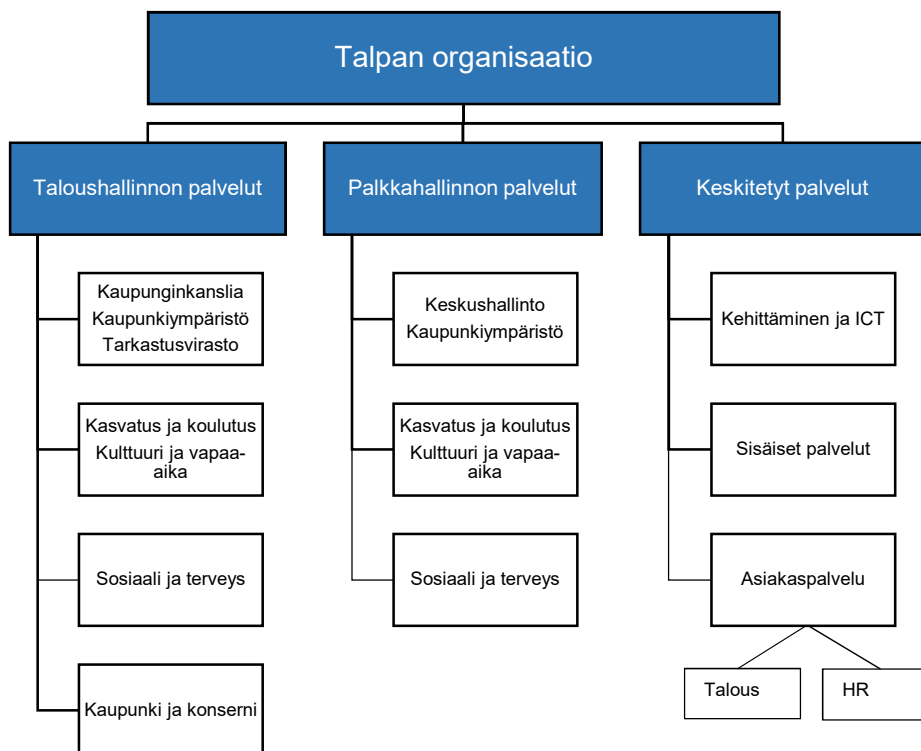 Talpan organisaatio
Taloushallinnon palvelut
Palkkahallinnon palvelut
Keskitetyt palvelut
Kaupunginkanslia
Kaupunkiympäristö
Tarkastusvirasto
Kasvatus ja koulutus
Kulttuuri ja vapaa-
aika
Sosiaali ja terveys
Kaupunki ja konserni
Keskushallinto
Kaupunkiympäristö
Kasvatus ja koulutus
Kulttuuri ja vapaa-
aika
Sosiaali ja terveys
Kehittäminen ja ICT
Sisäiset palvelut
Asiakaspalvelu
Talous
HR